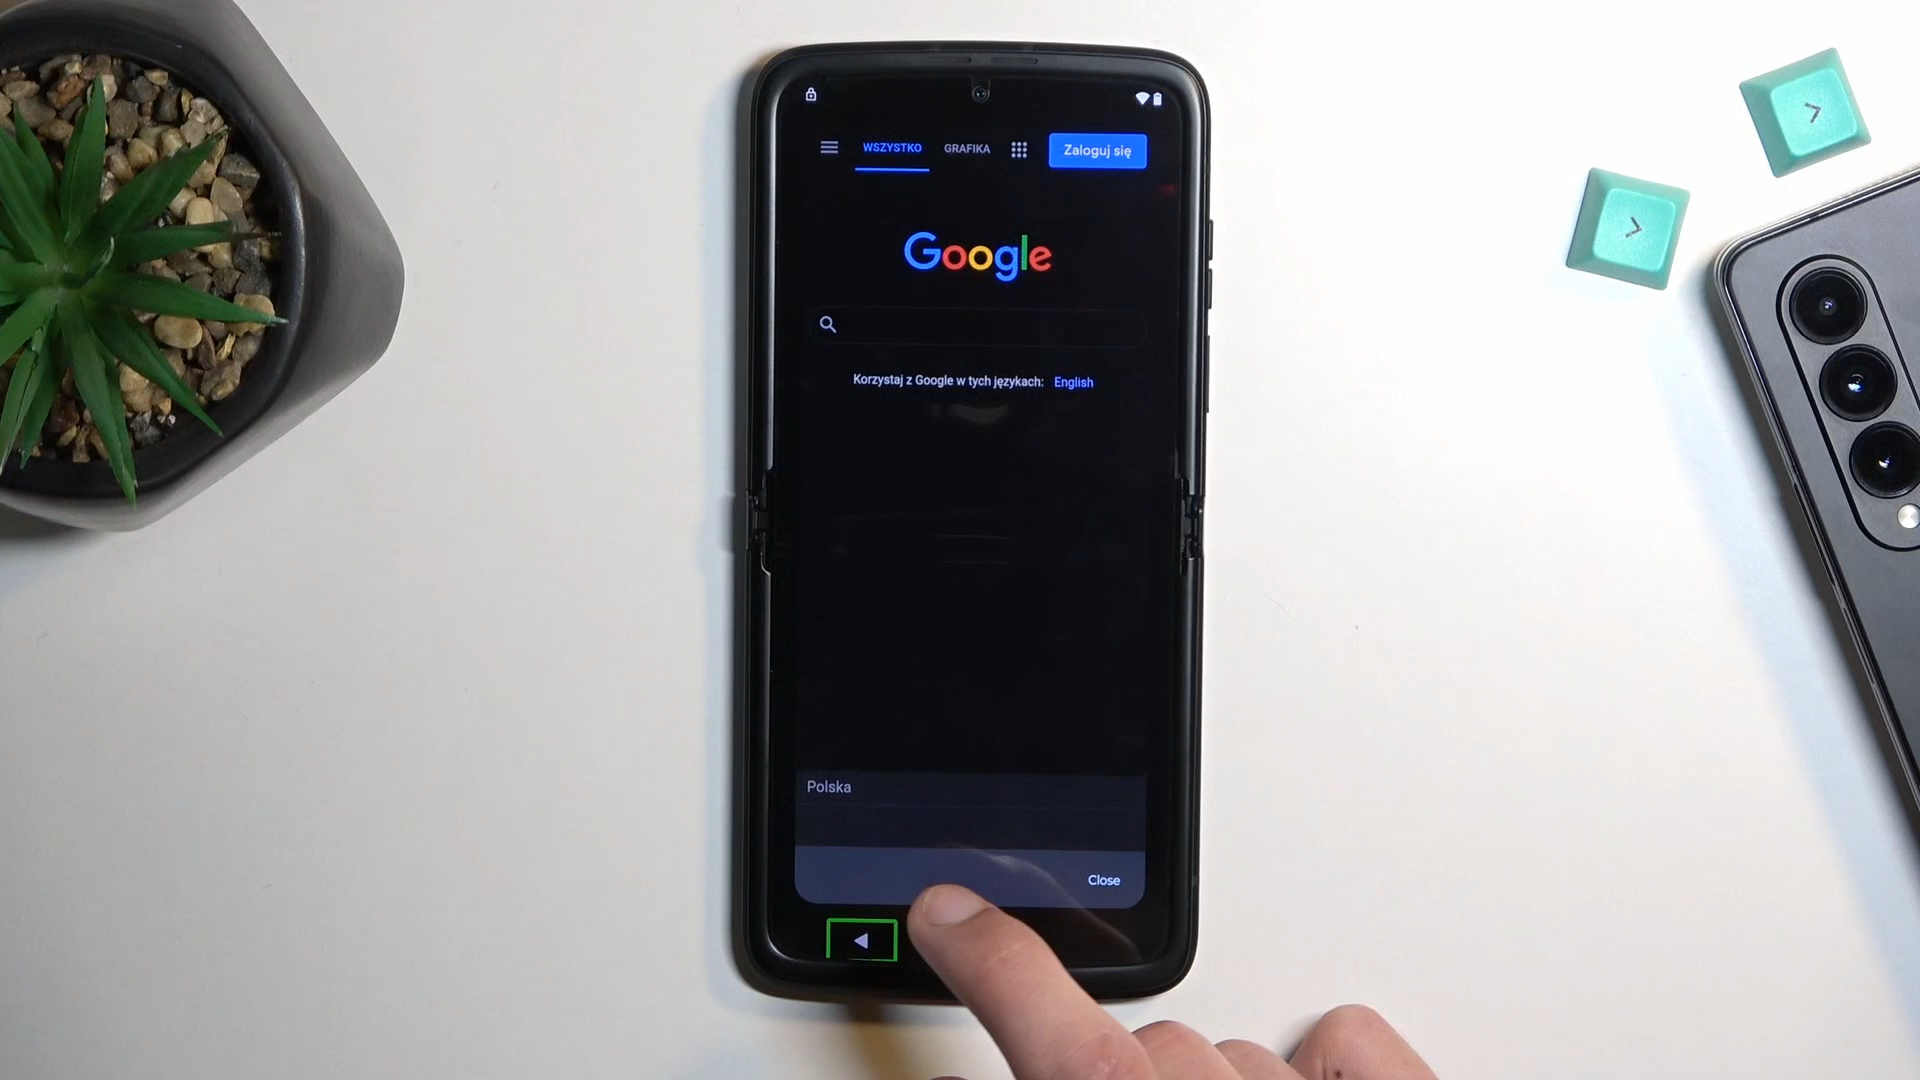 WSZYSTKO GRAFIKA Zaloguj się
Google
Korzystaj z Google w tych językach: English
Polska
Close